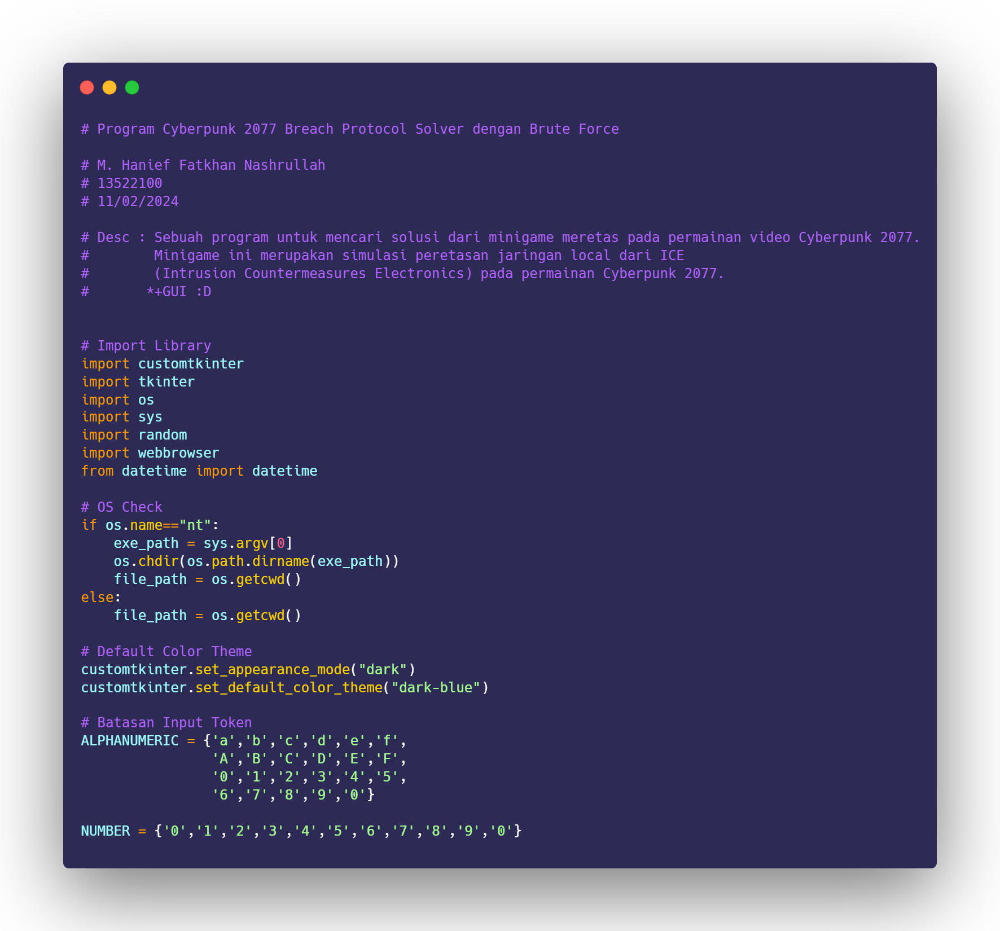 # Program Cyberpunk 2077 Breach Protocol Solver dengan Brute Force

# M. Hanief Fatkhan Nashrullah
# 13522100
# 11/02/2024

# Desc : Sebuah program untuk mencari solusi dari minigame meretas pada permainan video Cyberpunk 2077.
#        Minigame ini merupakan simulasi peretasan jaringan local dari ICE
#        (Intrusion Countermeasures Electronics) pada permainan Cyberpunk 2077.
#       *+GUI :D


# Import Library
import customtkinter
import tkinter
import os
import sys
import random
import webbrowser
from datetime import datetime

# OS Check
if os.name=="nt":
    exe_path = sys.argv[0]
    os.chdir(os.path.dirname(exe_path))
    file_path = os.getcwd()
else:
    file_path = os.getcwd()

# Default Color Theme
customtkinter.set_appearance_mode("dark")
customtkinter.set_default_color_theme("dark-blue")

# Batasan Input Token
ALPHANUMERIC = {'a','b','c','d','e','f',
                'A','B','C','D','E','F',
                '0','1','2','3','4','5',
                '6','7','8','9','0'}

NUMBER = {'0','1','2','3','4','5','6','7','8','9','0'}